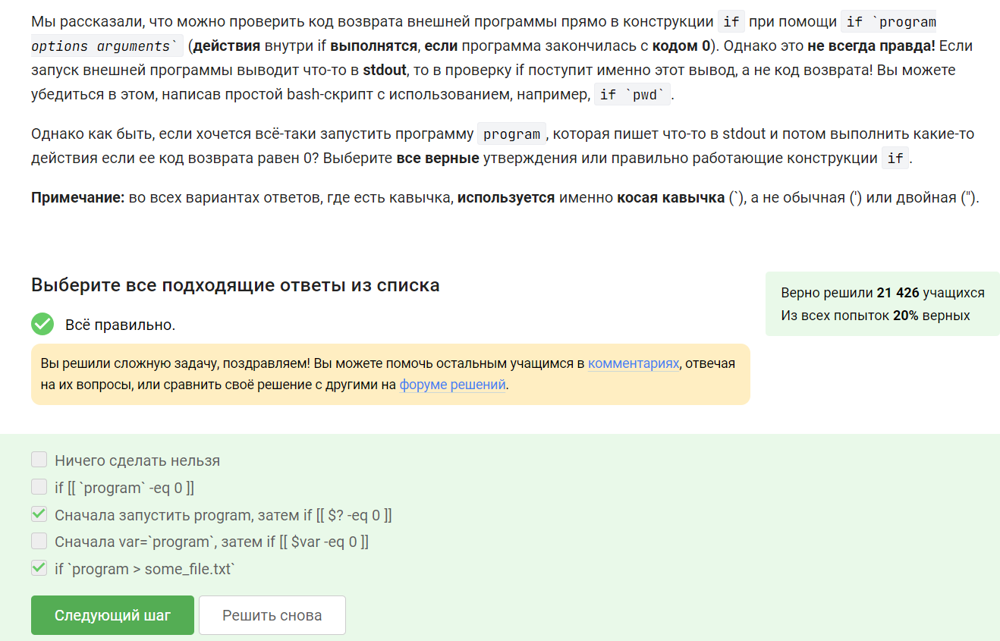 Мы рассказали, что можно проверить код возврата внешней программы прямо в конструкции if при помощи if `program
options arguments` (действия внутри if выполнятся, если программа закончилась с кодом 0). Однако это не всегда правда! Если
запуск внешней программы выводит что-то в stdout, то в проверку if поступит именно этот вывод, а не код возврата! Вы можете
убедиться в этом, написав простой bash-скрипт с использованием, например, if `pwd`.
Однако как быть, если хочется всё-таки запустить программу program, которая пишет что-то в stdout и потом выполнить какие-то
действия если ее код возврата равен 0? Выберите все верные утверждения или правильно работающие конструкции if.
Примечание: во всех вариантах ответов, где есть кавычка, используется именно косая кавычка (`), а не обычная (') или двойная (").
Выберите все подходящие ответы из списка
Верно решили 21 426 учащихся
Из всех попыток 20% верных
Всё правильно.
Вы решили сложную задачу, поздравляем! Вы можете помочь остальным учащимся в комментариях, отвечая
на их вопросы, или сравнить своё решение с другими на форуме решений.
Ничего сделать нельзя
if [[ `program` -eq 0 ]]
Сначала запустить program, затем if [[ $? -eq 0 ]]
Сначала var=`program`, затем if [[ $var -eq 0 ]]
if `program > some_file.txt`
Следующий шаг
Решить снова